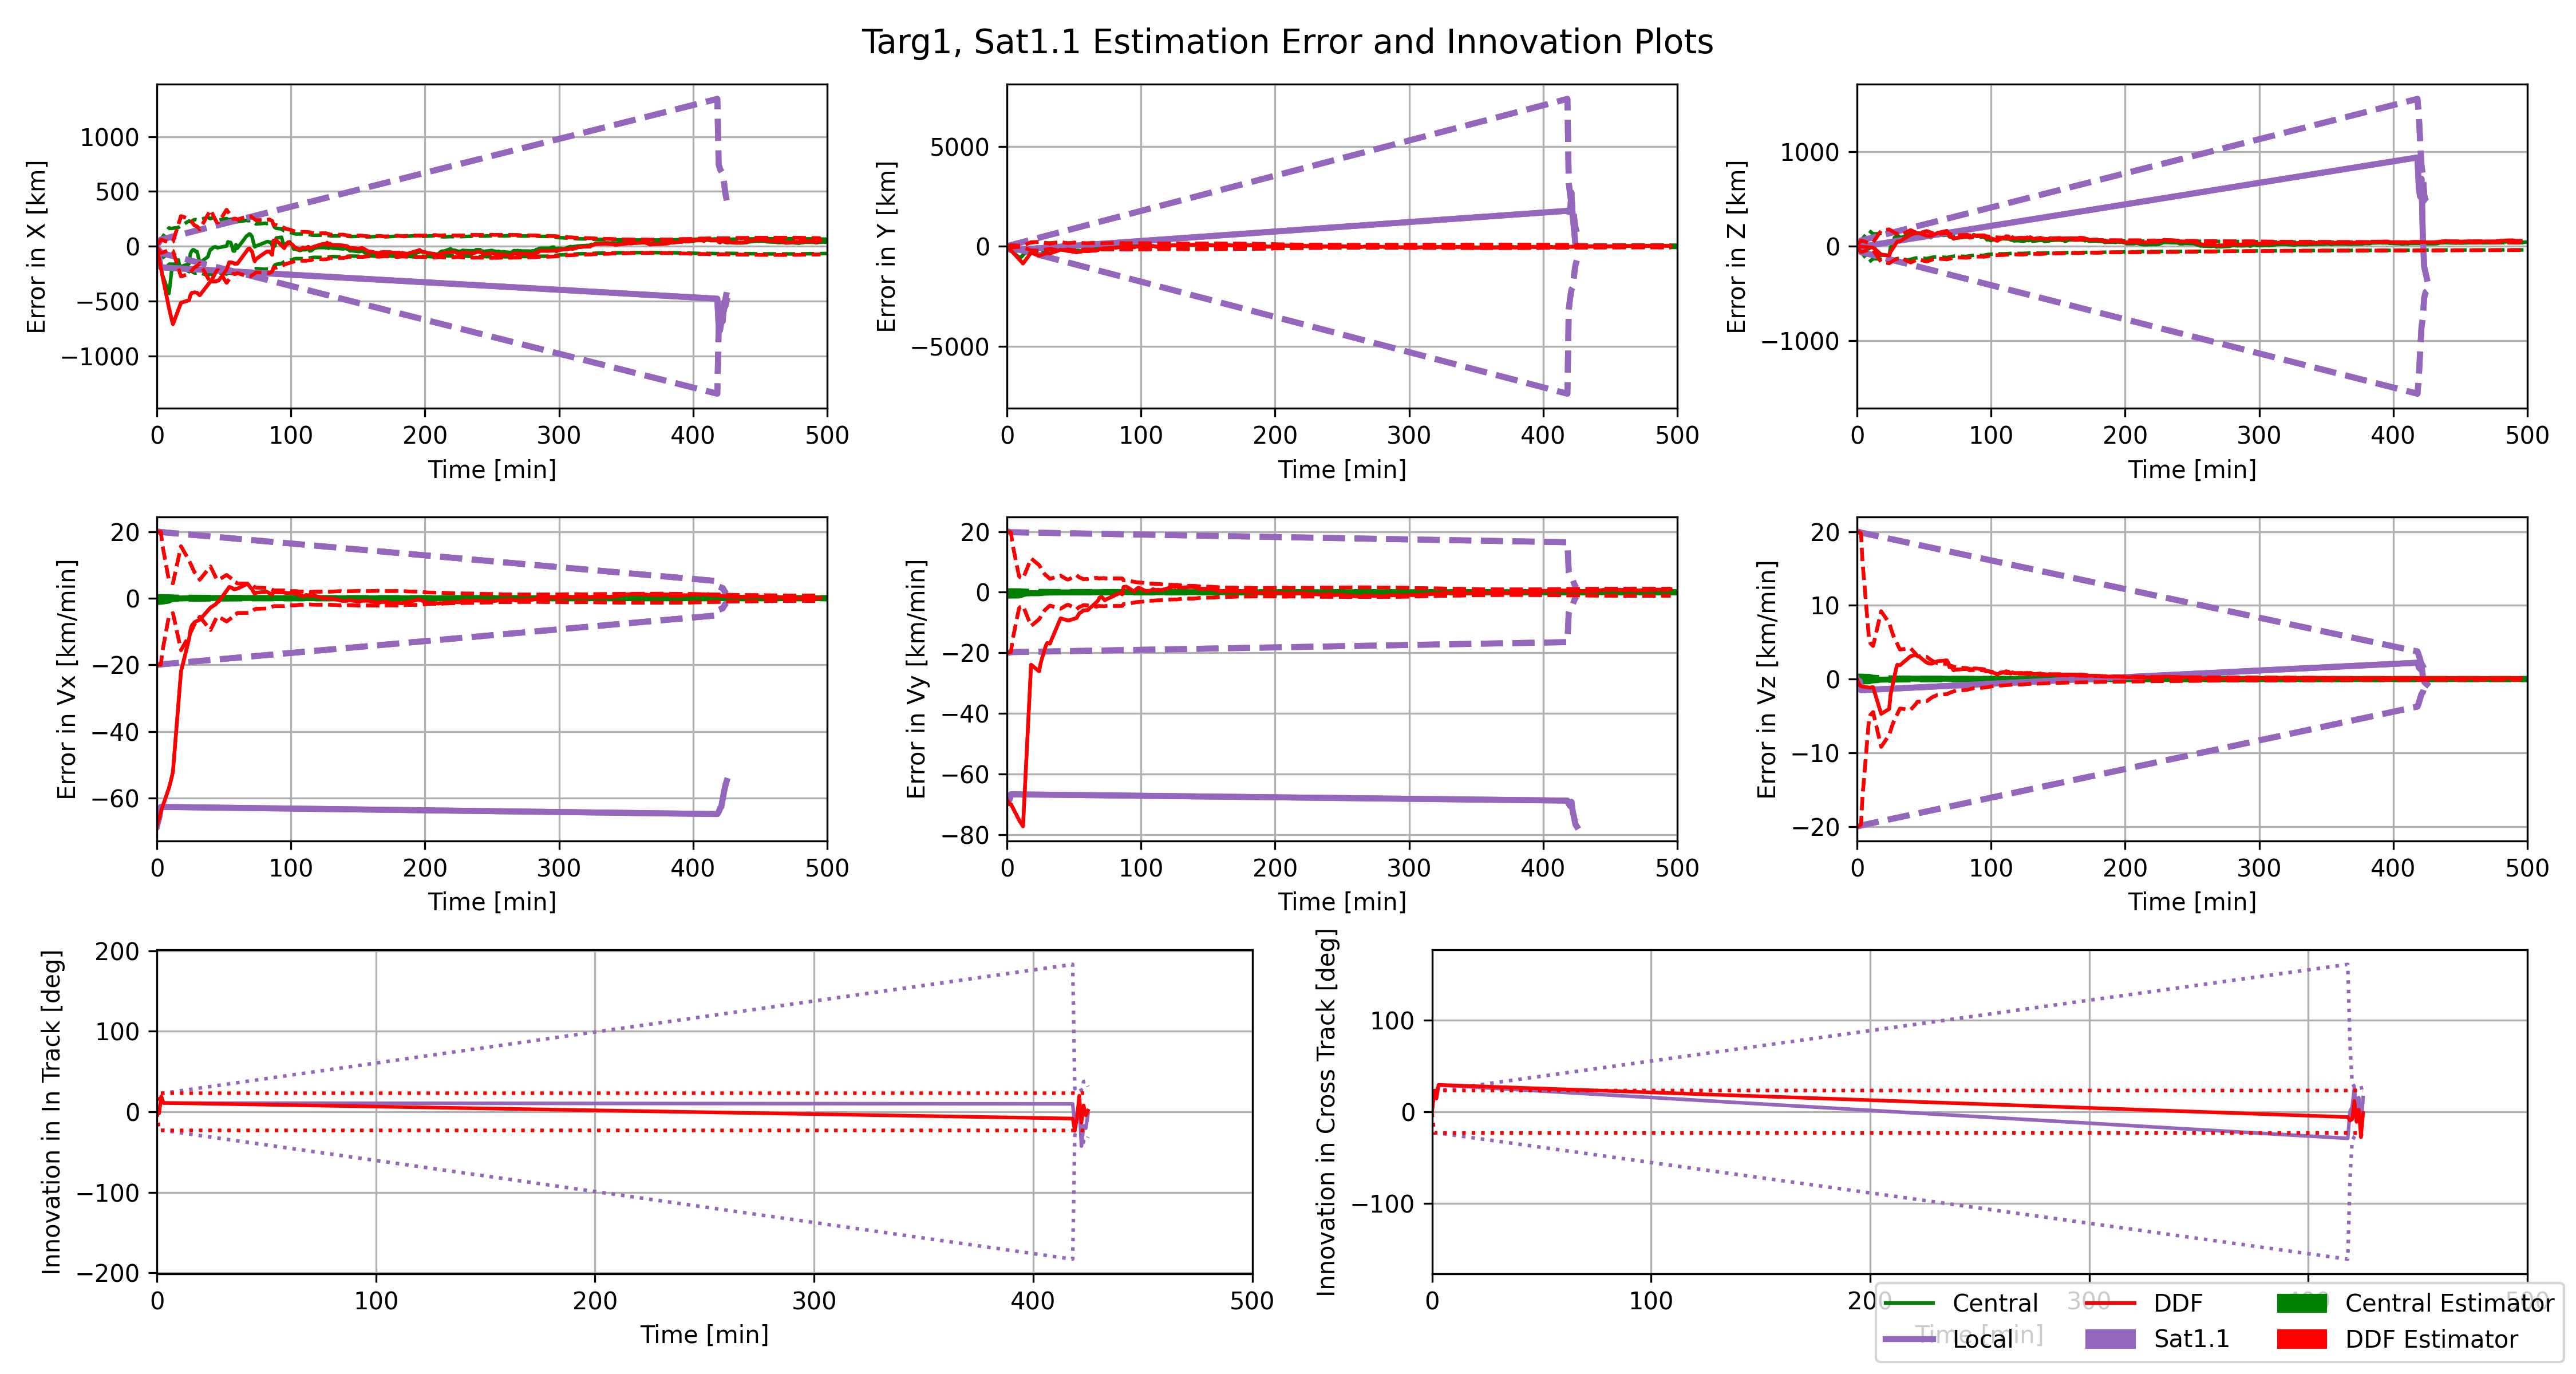 Targ1, Sat1.1 Estimation Error and Innovation Plots
Error in X [km]
1000
500
0
−500
−1000
0 100 200 300 400 500
Time [min]
Error in Y [km]
5000
0
−5000
0 100 200 300 400 500
Time [min]
Error in Z [km]
1000
0
−1000
0 100 200 300 400 500
Time [min]
Error in Vx [km/min]
20
0
−20
−40
−60
0 100 200 300 400 500
Time [min]
Error in Vy [km/min]
20
0
−20
−40
−60
−80
0 100 200 300 400 500
Time [min]
Error in Vz [km/min]
20
10
0
−10
−20
0 100 200 300 400 500
Time [min]
Innovation in In Track [deg]
200
100
0
−100
−200
0 100 200 300 400 500
Time [min]
Innovation in Cross Track [deg]
100
0
−100
0 100 200 300 400 500
Time [min]
Central
Local
DDF
Sat1.1
Central Estimator
DDF Estimator